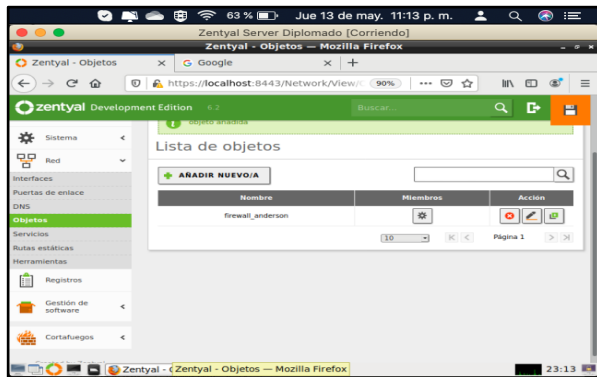 63 % Jue 13 de may. 11:13 p. m.
Zentyal Server Diplomado [Corriendo]
Zentyal - Objetos — Mozilla Firefox
Zentyal - Objetos × G Google × +
https://localhost:8443/Network/View/ 90%
zentyal Development Edition 6.2 Buscar...
objeto añadida
Sistema
Lista de objetos
Red
AÑADIR NUEVO/A
Interfaces
Puertas de enlace
Nombre Miembros Acción
DNS
Objetos
firewall_anderson
Servicios
10 Página 1
Rutas estáticas
Herramientas
Registros
Gestión de
software
Cortafuegos
Zentyal - Zentyal - Objetos — Mozilla Firefox 23:13